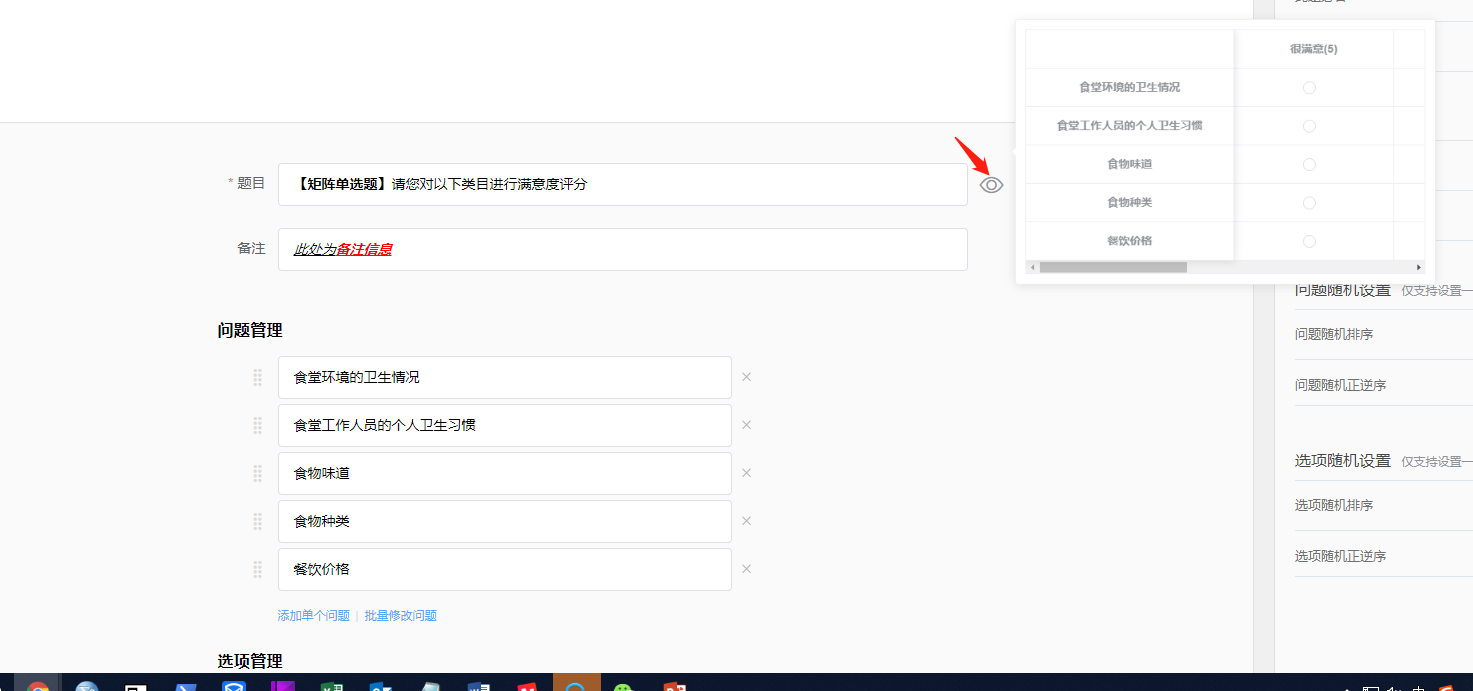 很满意(5)
食堂环境的卫生情况
食堂工作人员的个人卫生习惯
食物味道
食物种类
餐饮价格
* 题目
【矩阵单选题】请您对以下类目进行满意度评分
备注
此处为备注信息
问题管理
食堂环境的卫生情况
食堂工作人员的个人卫生习惯
食物味道
食物种类
餐饮价格
添加单个问题 | 批量修改问题
选项管理
问题随机设置 仅支持设置一
问题随机排序
问题随机正逆序
选项随机设置 仅支持设置一
选项随机排序
选项随机正逆序